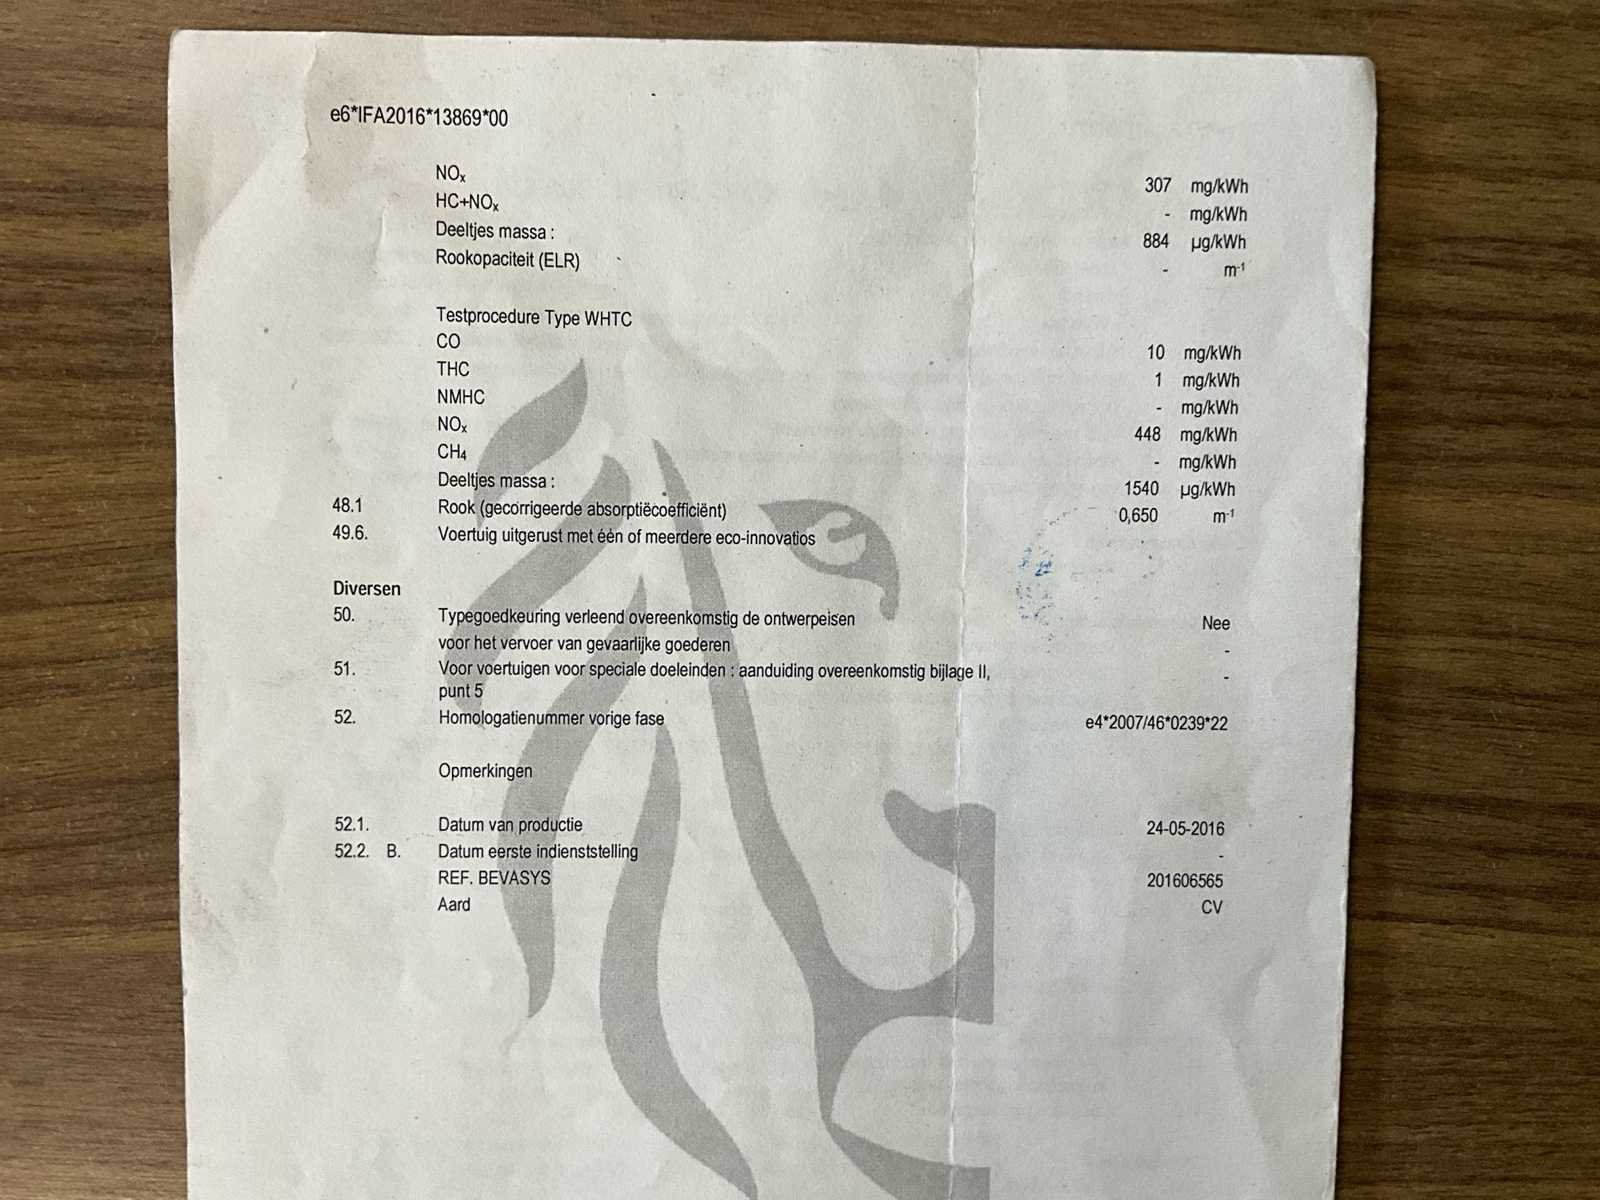 e6*IFA2016*13869*00
NOx 307 mg/kWh
HC+NOx - mg/kWh
Deeltjes massa : 884 µg/kWh
Rookopaciteit (ELR) - m-1
Testprocedure Type WHTC
CO 10 mg/kWh
THC 1 mg/kWh
NMHC - mg/kWh
NOx 448 mg/kWh
CH4 - mg/kWh
Deeltjes massa : 1540 µg/kWh
48.1 Rook (gecorrigeerde absorptiëcoefficiënt) 0,650 m-1
49.6. Voertuig uitgerust met één of meerdere eco-innovatios
Diversen
50. Typegoedkeuring verleend overeenkomstig de ontwerpeisen Nee
voor het vervoer van gevaarlijke goederen -
51. Voor voertuigen voor speciale doeleinden : aanduiding overeenkomstig bijlage II, -
punt 5
52. Homologatienummer vorige fase e4*2007/46*0239*22
Opmerkingen
52.1. Datum van productie 24-05-2016
52.2. B. Datum eerste indienststelling -
REF. BEVASYS 201606565
Aard CV